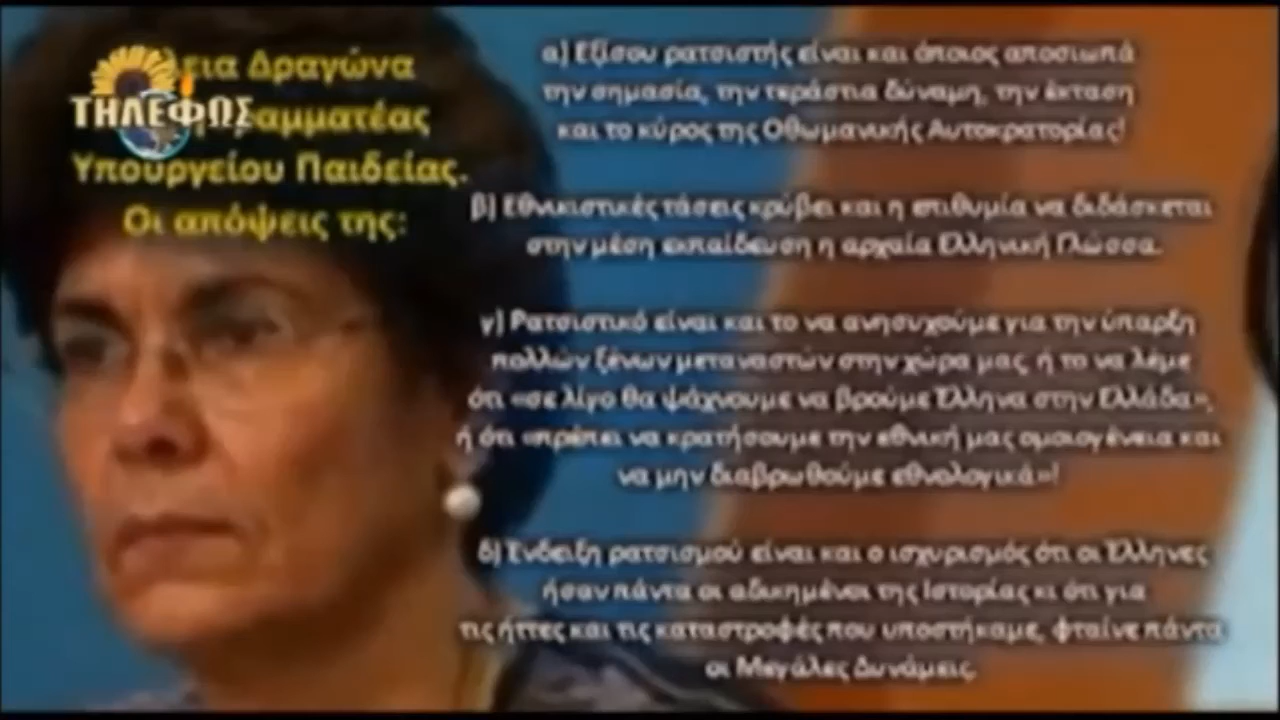 ΤΗΛΕΦΩΣ
λεια Δραγώνα
αμματέας
Υπουργείου Παιδείας.
Οι απόψεις της:
α) Εξίσου ρατσιστής είναι και όποιος αποσιωπά
την σημασία, την τεράστια δύναμη, την έκταση
και το κύρος της Οθωμανικής Αυτοκρατορίας!
β) Εθνικιστικές τάσεις κρύβει και η επιθυμία να διδάσκεται
στην μέση εκπαίδευση η αρχαία Ελληνική Γλώσσα.
γ) Ρατσιστικό είναι και το να ανησυχούμε για την ύπαρξη
πολλών ξένων μεταναστών στην χώρα μας, ή το να λέμε
ότι «σε λίγο θα ψάχνουμε να βρούμε Έλληνα στην Ελλάδα»,
ή ότι «πρέπει να κρατήσουμε την εθνική μας ομοιογένεια και
να μην διαβρωθούμε εθνολογικά»!
δ) Ένδειξη ρατσισμού είναι και ο ισχυρισμός ότι οι Έλληνες
ήσαν πάντα οι αδικημένοι της Ιστορίας κι ότι για
τις ήττες και τις καταστροφές που υποστήκαμε, φταίνε πάντα
οι Μεγάλες Δυνάμεις.